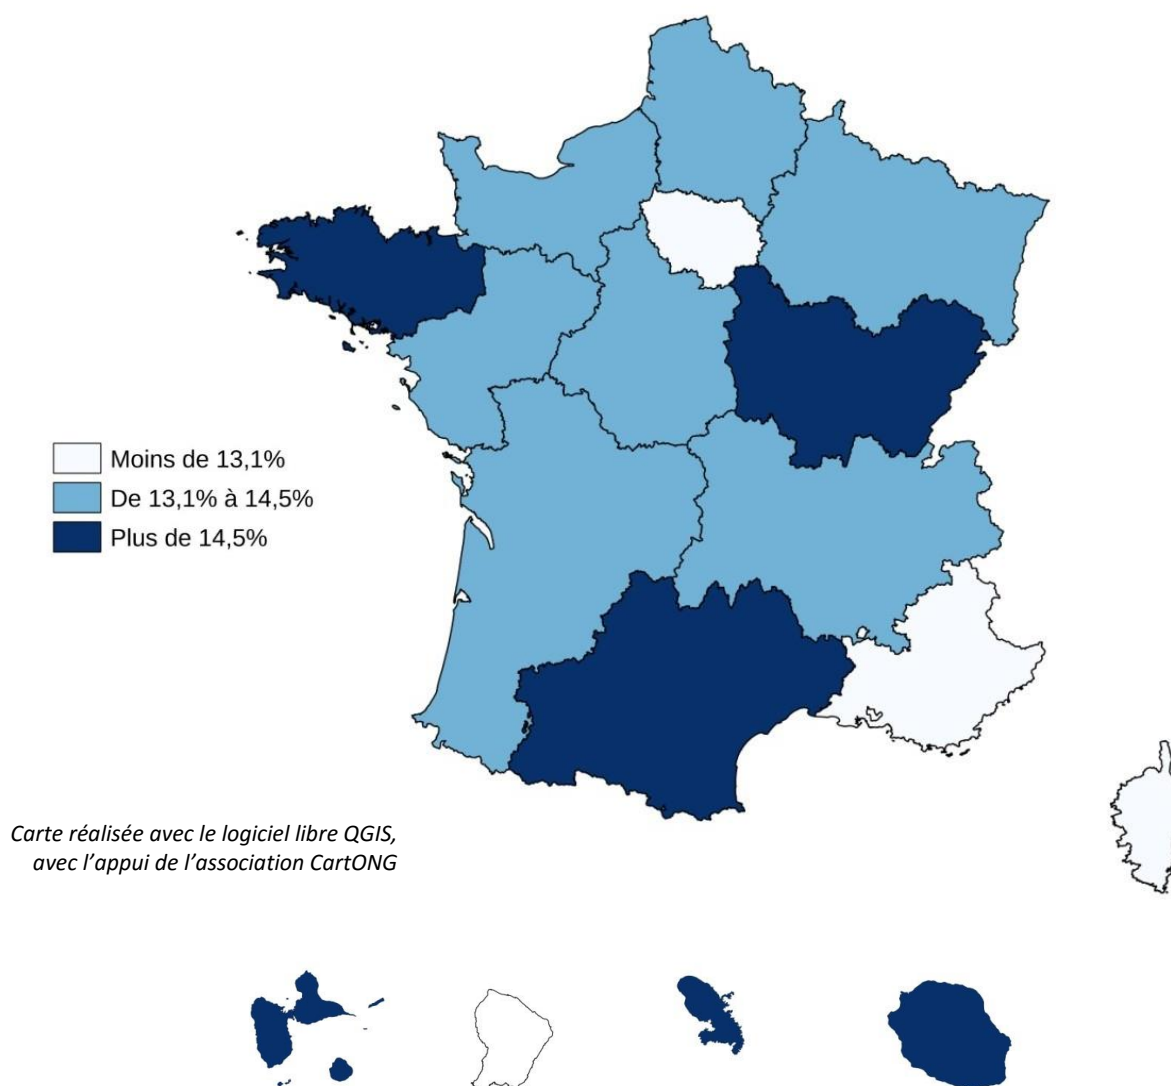 Moins de 13,1%
De 13,1% à 14,5%
Plus de 14,5%
Carte réalisée avec le logiciel libre QGIS,
avec l’appui de l’association CartONG